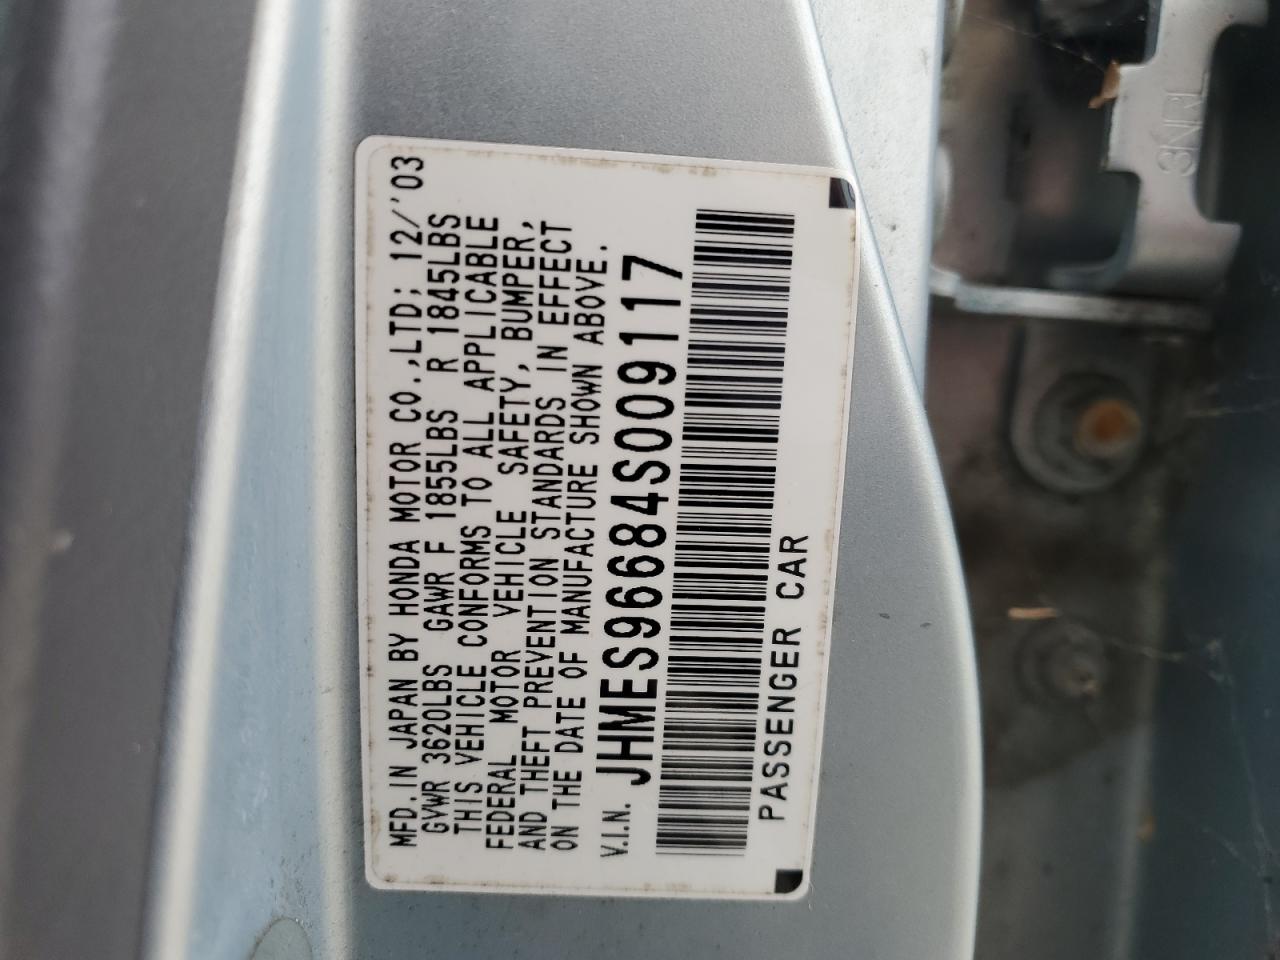 MFD. IN JAPAN BY HONDA MOTOR CO.,LTD; 12/'03
GVWR 3620LBS GAWR F 1855LBS R 1845LBS
THIS VEHICLE CONFORMS TO ALL APPLICABLE
FEDERAL MOTOR VEHICLE SAFETY, BUMPER,
AND THEFT PREVENTION STANDARDS IN EFFECT
ON THE DATE OF MANUFACTURE SHOWN ABOVE.
V.I.N. JHMES96684S009117
PASSENGER CAR
3NRL